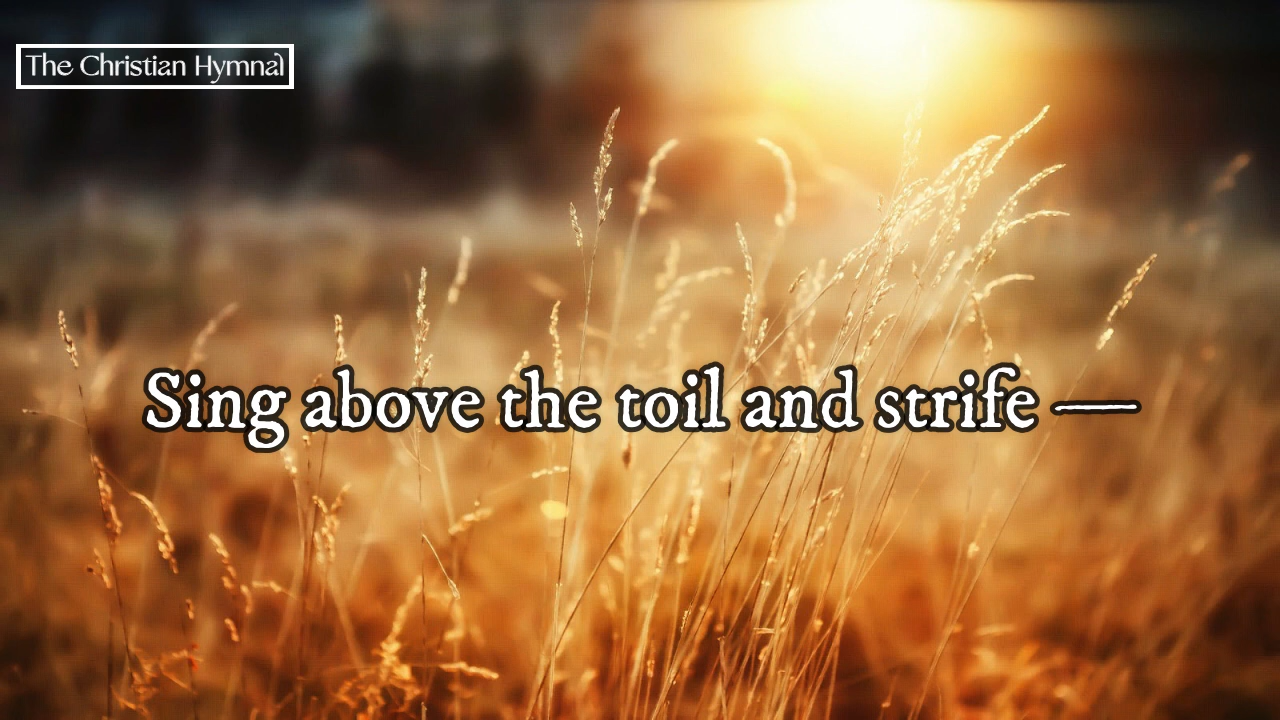 The Christian Hymnal
Sing above the toil and strife —